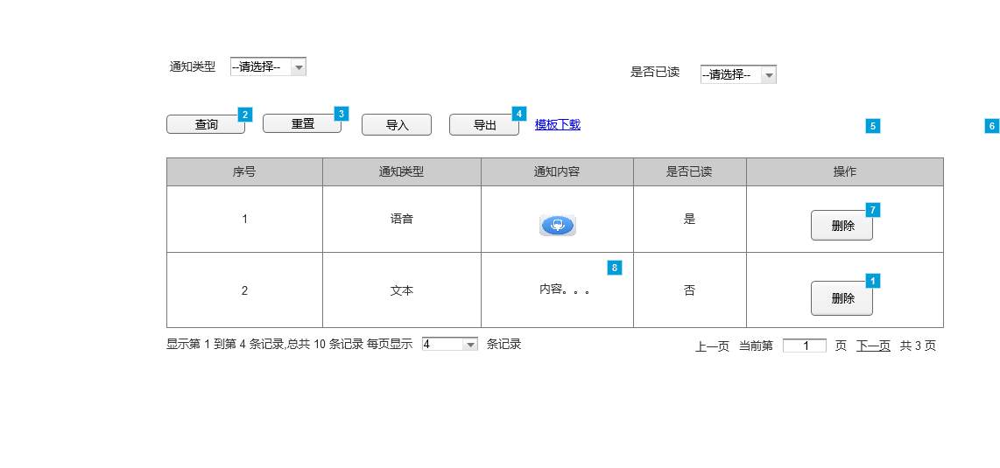 通知类型 --请选择-- 是否已读 --请选择--
查询 2 重置 3 导入 导出 4 模板下载 5 6
序号 通知类型 通知内容 是否已读 操作
1 语音 是 删除 7
2 文本 内容。。。 8 否 删除 1
显示第 1 到第 4 条记录,总共 10 条记录 每页显示 4 条记录 上一页 当前第 1 页 下一页 共 3 页